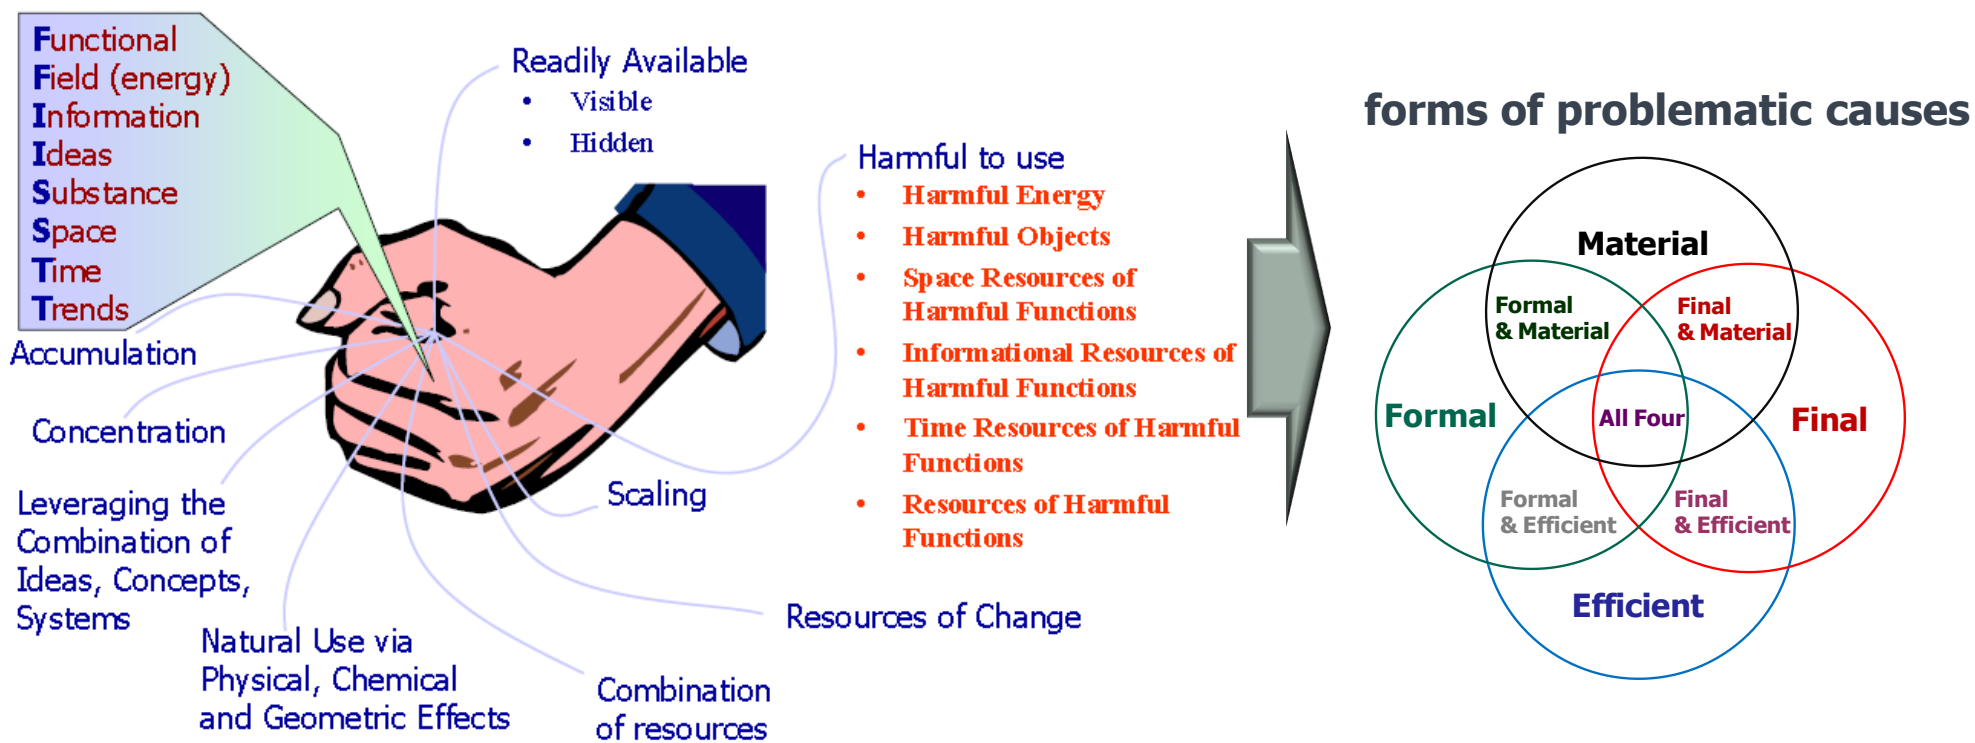 Functional
Field (energy)
Information
Ideas
Substance
Space
Time
Trends
Accumulation
Concentration
Leveraging the
Combination of
Ideas, Concepts,
Systems
Natural Use via
Physical, Chemical
and Geometric Effects
Combination
of resources
Resources of Change
Scaling
Readily Available
• Visible
• Hidden
Harmful to use
• Harmful Energy
• Harmful Objects
• Space Resources of
Harmful Functions
• Informational Resources of
Harmful Functions
• Time Resources of Harmful
Functions
• Resources of Harmful
Functions
forms of problematic causes
Material
Formal
& Material
Final
& Material
Formal
All Four
Final
Formal
& Efficient
Final
& Efficient
Efficient